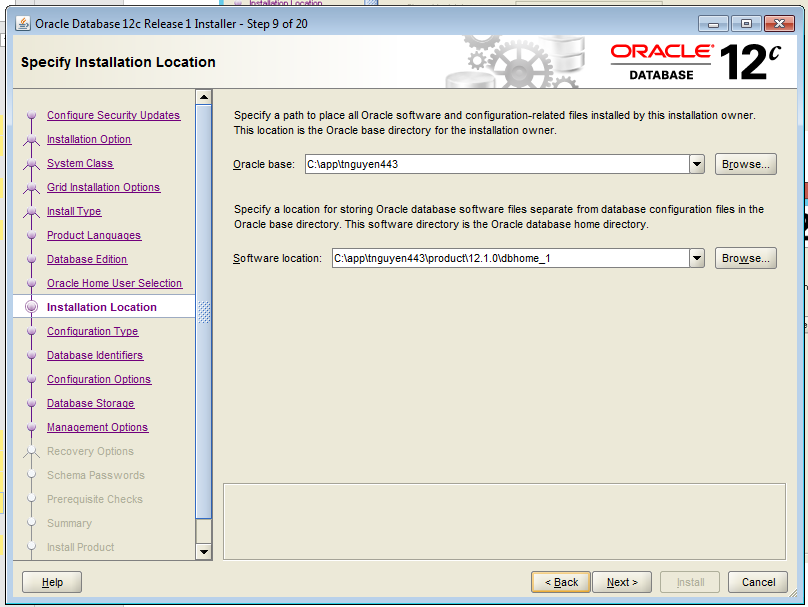 Installation Location
Oracle Database 12c Release 1 Installer - Step 9 of 20
Specify Installation Location
ORACLE
DATABASE
12c
Configure Security Updates
Installation Option
System Class
Grid Installation Options
Install Type
Product Languages
Database Edition
Oracle Home User Selection
Installation Location
Configuration Type
Database Identifiers
Configuration Options
Database Storage
Management Options
Recovery Options
Schema Passwords
Prerequisite Checks
Summary
Install Product
Specify a path to place all Oracle software and configuration-related files installed by this installation owner.
This location is the Oracle base directory for the installation owner.
Oracle base: C:\app\tnguyen443 Browse...
Specify a location for storing Oracle database software files separate from database configuration files in the
Oracle base directory. This software directory is the Oracle database home directory.
Software location: C:\app\tnguyen443\product\12.1.0\dbhome_1 Browse...
Help < Back Next > Install Cancel